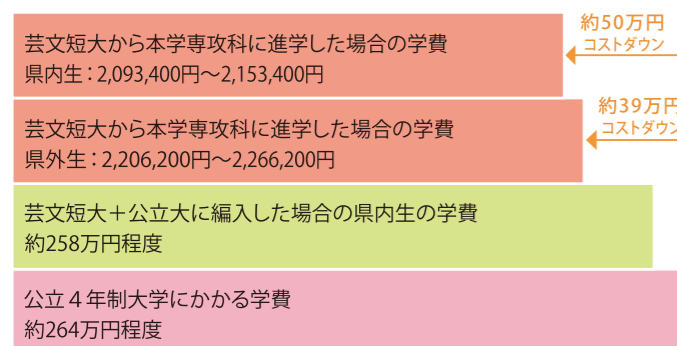 芸文短大から本学専攻科に進学した場合の学費
県内生：2,093,400円～2,153,400円
約50万円
コストダウン
芸文短大から本学専攻科に進学した場合の学費
県外生：2,206,200円～2,266,200円
約39万円
コストダウン
芸文短大＋公立大に編入した場合の県内生の学費
約258万円程度
公立４年制大学にかかる学費
約264万円程度